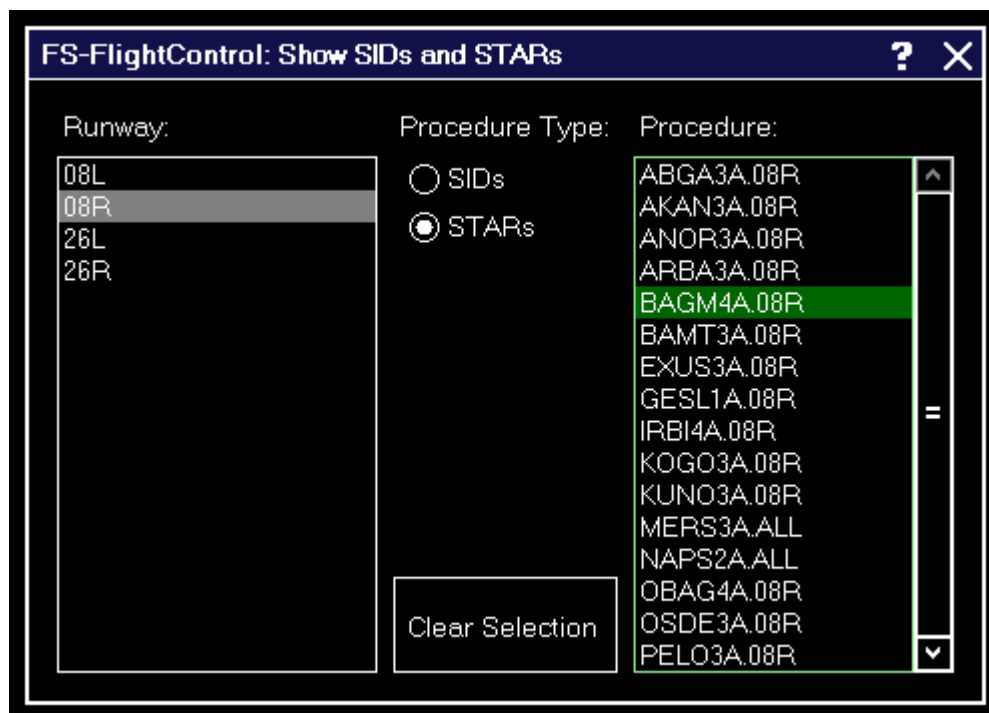 FS-FlightControl: Show SIDs and STARs ? X
Runway:
08L
08R
26L
26R
Procedure Type:
SIDs
STARs
Clear Selection
Procedure:
ABGA3A.08R
AKAN3A.08R
ANOR3A.08R
ARBA3A.08R
BAGM4A.08R
BAMT3A.08R
EXUS3A.08R
GESL1A.08R
IRBI4A.08R
KOGO3A.08R
KUNO3A.08R
MERS3A.ALL
NAPS2A.ALL
OBAG4A.08R
OSDE3A.08R
PELO3A.08R